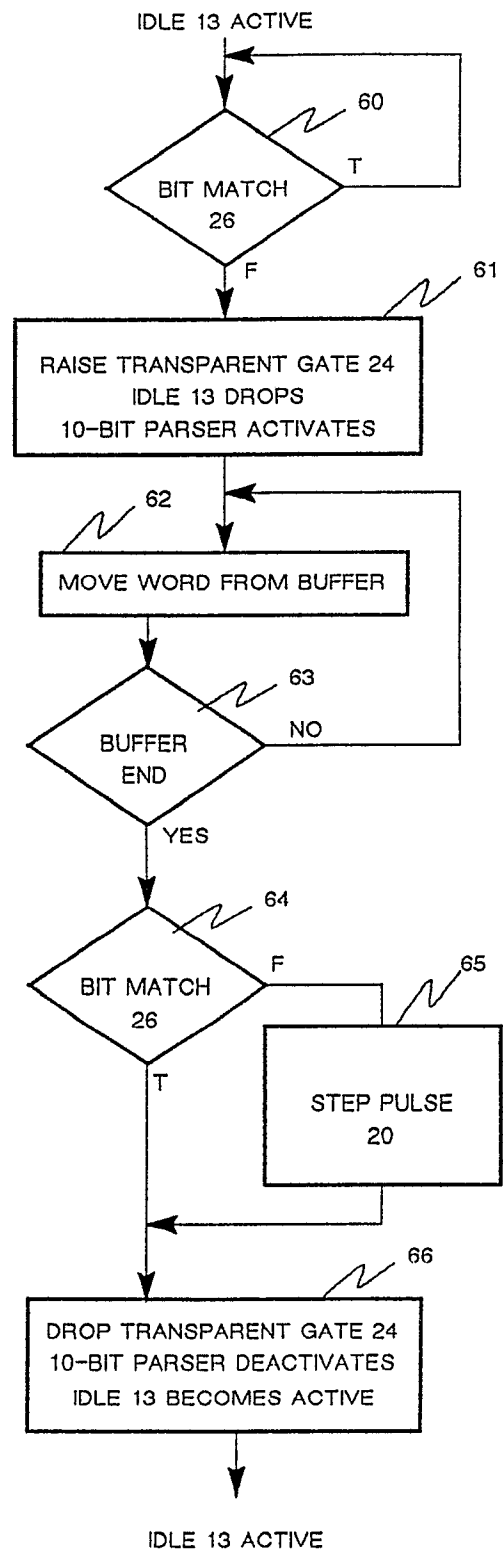 IDLE 13 ACTIVE
60
T
BIT MATCH
26
F
61
RAISE TRANSPARENT GATE 24
IDLE 13 DROPS
10-BIT PARSER ACTIVATES
62
MOVE WORD FROM BUFFER
63
NO
BUFFER
END
YES
64
F
65
BIT MATCH
26
T
STEP PULSE
20
66
DROP TRANSPARENT GATE 24
10-BIT PARSER DEACTIVATES
IDLE 13 BECOMES ACTIVE
IDLE 13 ACTIVE